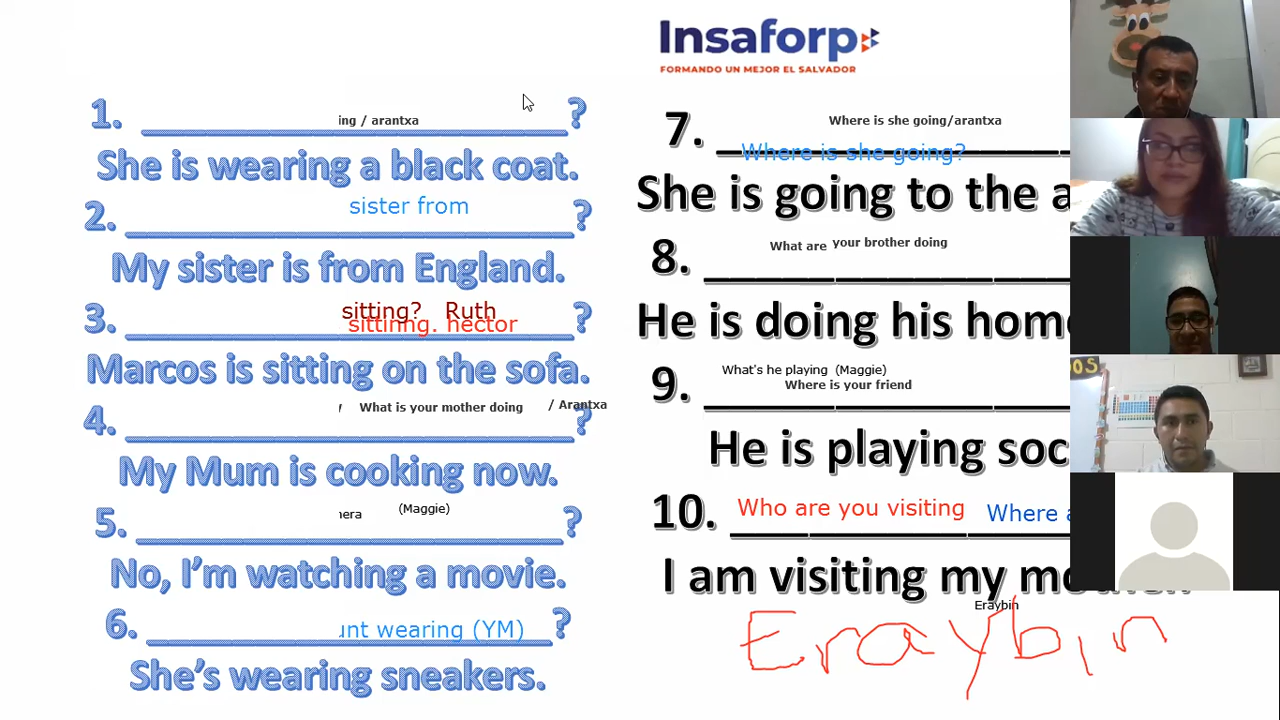 Insaforp
FORMANDO UN MEJOR EL SALVADOR
1. ing / arantxa ?
She is wearing a black coat.
2. sister from ?
My sister is from England.
sitting? Ruth
3. sittinng. hector ?
Marcos is sitting on the sofa.
What is your mother doing / Arantxa
4. ?
My Mum is cooking now.
5. (Maggie) ?
No, I'm watching a movie.
6. unt wearing (YM) ?
She's wearing sneakers.
7. Where is she going/arantxa
Where is she going?
She is going to the a
8. What are your brother doing
He is doing his hom
What's he playing (Maggie)
9. Where is your friend
He is playing soc
10. Who are you visiting Where a
I am visiting my mother.
Eraybin
Eraybin
OS